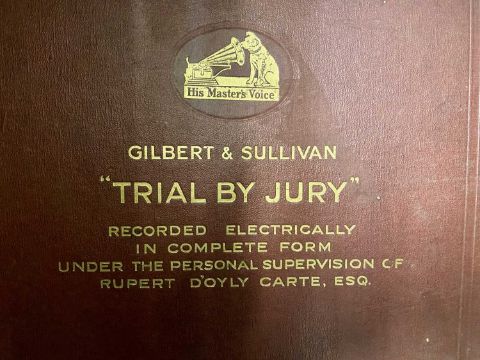 His Master's Voice
GILBERT & SULLIVAN
"TRIAL BY JURY"
RECORDED ELECTRICALLY
IN COMPLETE FORM
UNDER THE PERSONAL SUPERVISION OF
RUPERT D'OYLY CARTE, ESQ.